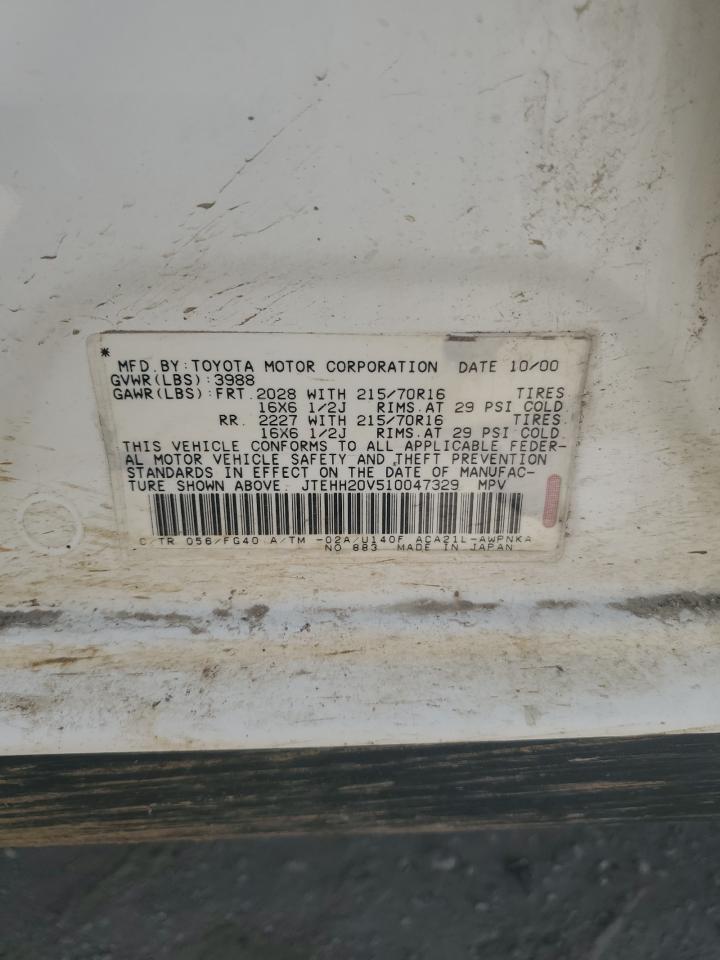 * MFD.BY:TOYOTA MOTOR CORPORATION DATE 10/00
GVWR(LBS):3988
GAWR(LBS):FRT.2028 WITH 215/70R16 TIRES
16X6 1/2J RIMS.AT 29 PSI COLD
RR. 2227 WITH 215/70R16 TIRES
16X6 1/2J RIMS.AT 29 PSI COLD.
THIS VEHICLE CONFORMS TO ALL APPLICABLE FEDER-
AL MOTOR VEHICLE SAFETY AND THEFT PREVENTION
STANDARDS IN EFFECT ON THE DATE OF MANUFAC-
TURE SHOWN ABOVE. JTEHH20V510047329 MPV
C/TR 056/FG40 A/TM -02A/U140F ACA21L-AWPNKA
NO 883 MADE IN JAPAN